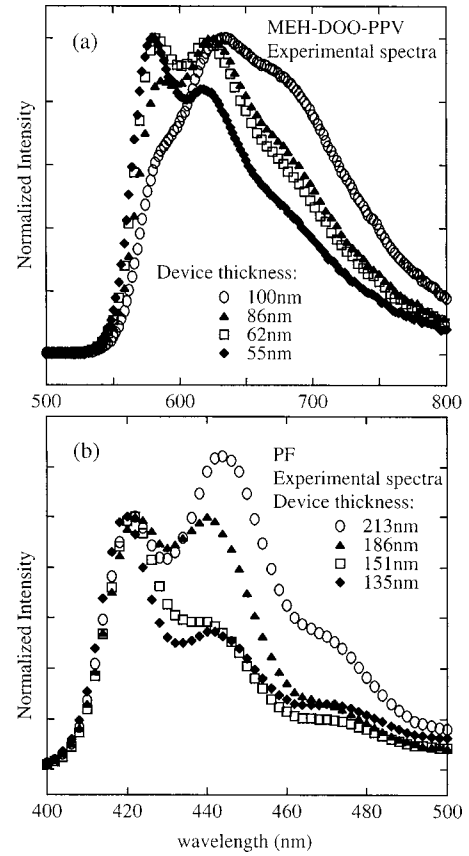 (a)
MEH-DOO-PPV
Experimental spectra
Normalized Intensity
Device thickness:
100nm
86nm
62nm
55nm
500 600 700 800
(b)
PF
Experimental spectra
Device thickness:
213nm
186nm
151nm
135nm
Normalized Intensity
400 420 440 460 480 500
wavelength (nm)